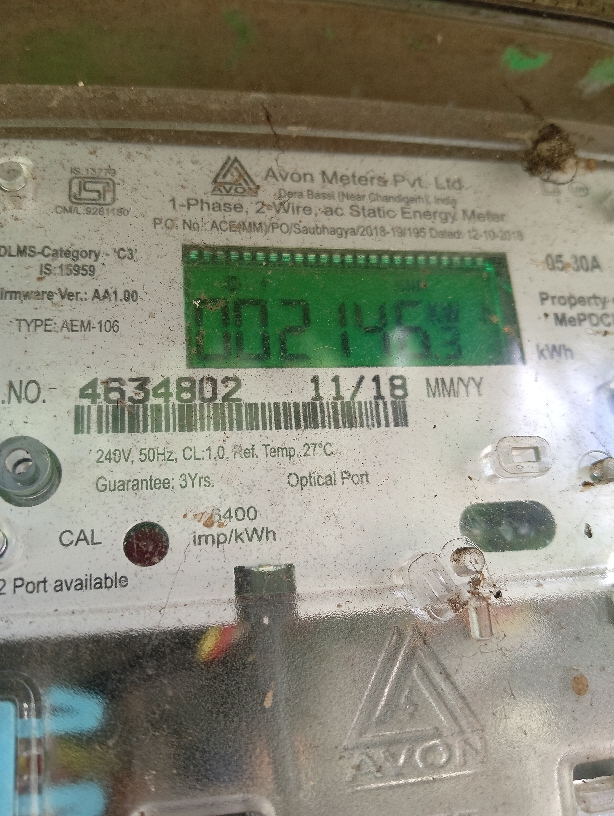 IS:13779
ISI
CM/L 9261180
AVON
Avon Meters Pvt. Ltd.
Dera Bassi (Near Chandigarh), India
1-Phase, 2-Wire, ac Static Energy Meter
P.O. No.: ACE(MM)/PO/Saubhagya/2018-19/195 Dated: 12-10-2018
DLMS-Category - 'C3'
IS:15959
irmware Ver.: AA1.00
TYPE: AEM-106
05-30A
Property
MePDC
kWh
.NO.- 4634802 11/18 MM/YY
240V, 50Hz, CL:1.0, Ref. Temp. 27°C
Guarantee: 3Yrs. Optical Port
CAL
6400
imp/kWh
2 Port available
AVON